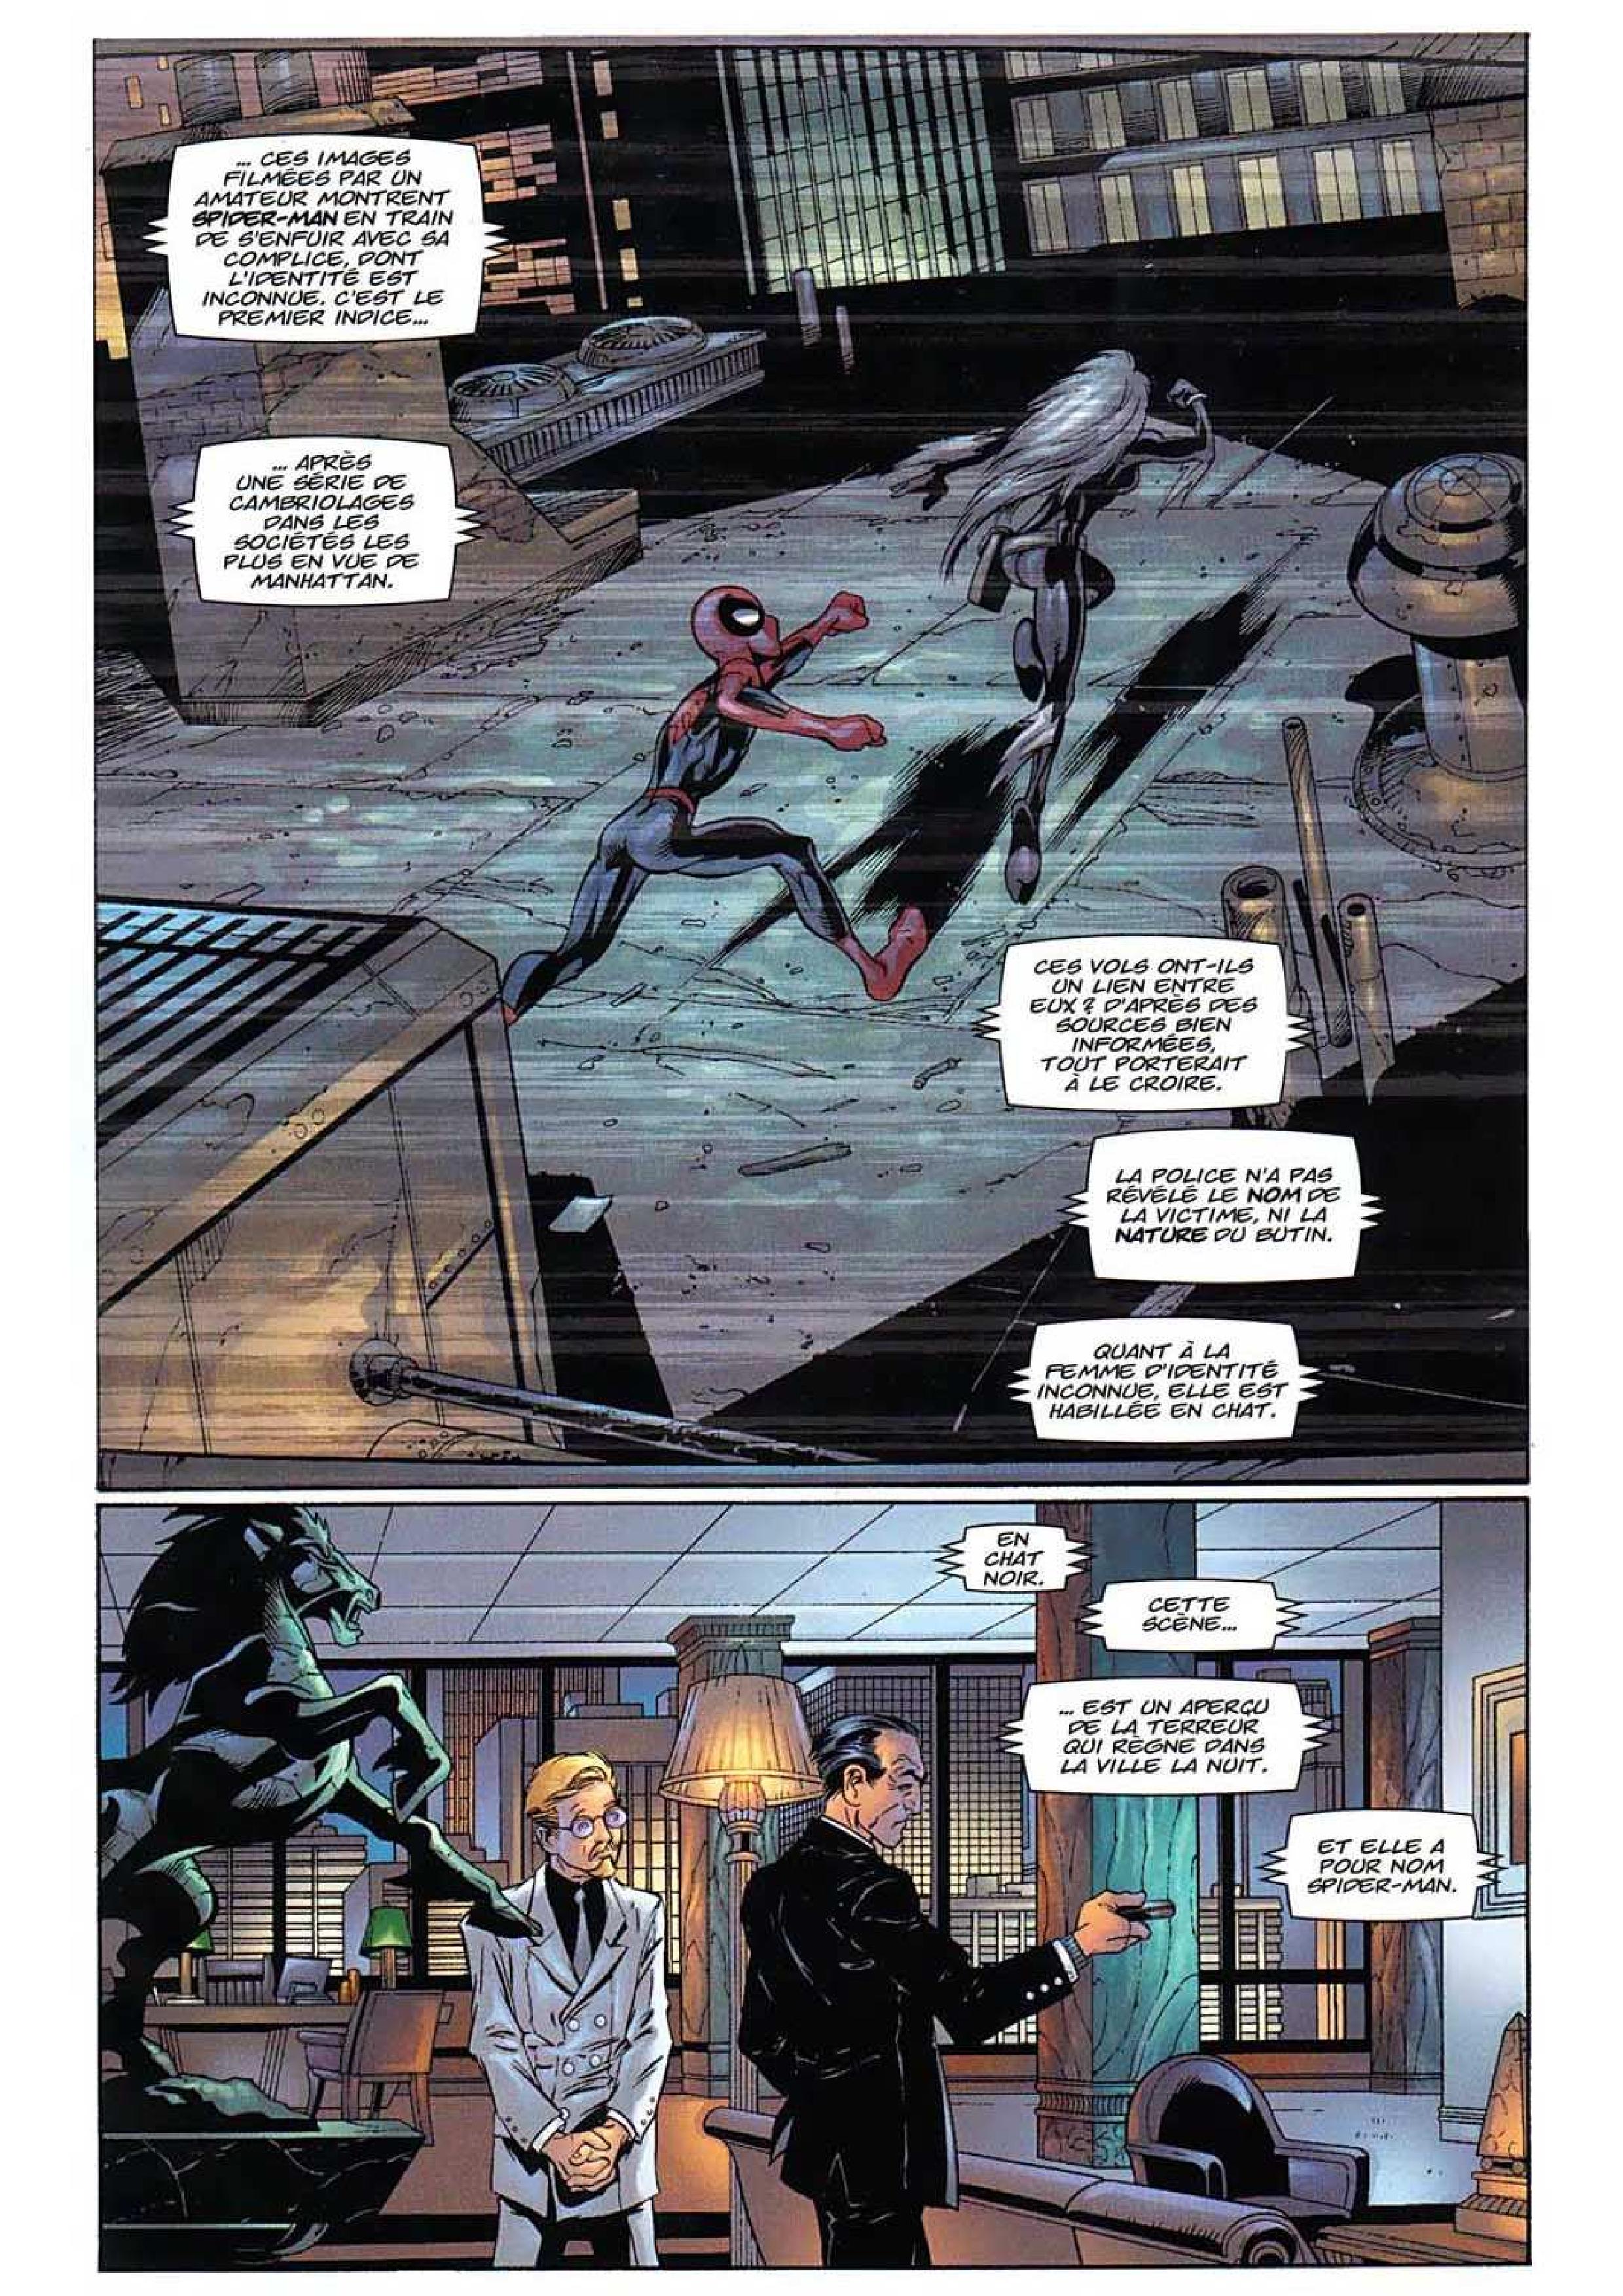 ... CES IMAGES
FILMÉES PAR UN
AMATEUR MONTRENT
SPIDER-MAN EN TRAIN
DE S'ENFUIR AVEC SA
COMPLICE, DONT
L'IDENTITÉ EST
INCONNUE. C'EST LE
PREMIER INDICE...
... APRÈS
UNE SÉRIE DE
CAMBRIOLAGES
DANS LES
SOCIÉTÉS LES
PLUS EN VUE DE
MANHATTAN.
CES VOLS ONT-ILS
UN LIEN ENTRE
EUX ? D'APRÈS DES
SOURCES BIEN
INFORMÉES,
TOUT PORTERAIT
À LE CROIRE.
LA POLICE N'A PAS
RÉVÉLÉ LE NOM DE
LA VICTIME, NI LA
NATURE DU BUTIN.
QUANT À LA
FEMME D'IDENTITÉ
INCONNUE, ELLE EST
HABILLÉE EN CHAT.
EN
CHAT
NOIR.
CETTE
SCÈNE...
... EST UN APERÇU
DE LA TERREUR
QUI RÈGNE DANS
LA VILLE LA NUIT.
ET ELLE A
POUR NOM
SPIDER-MAN.